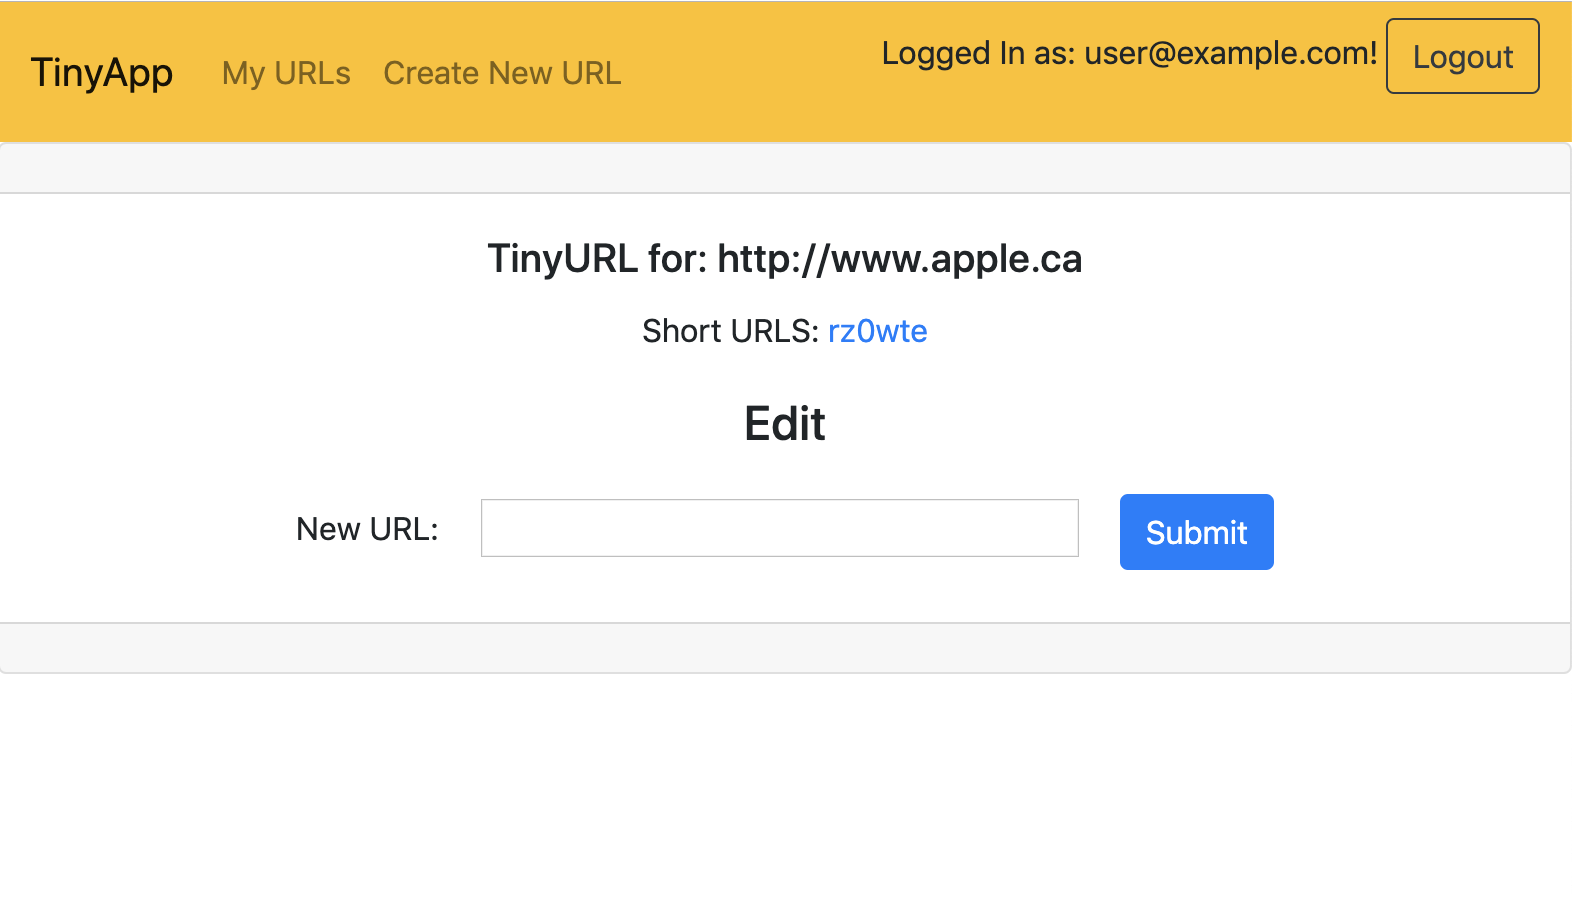 TinyApp My URLs Create New URL Logged In as: user@example.com! Logout
TinyURL for: http://www.apple.ca
Short URLS: rz0wte
Edit
New URL: Submit